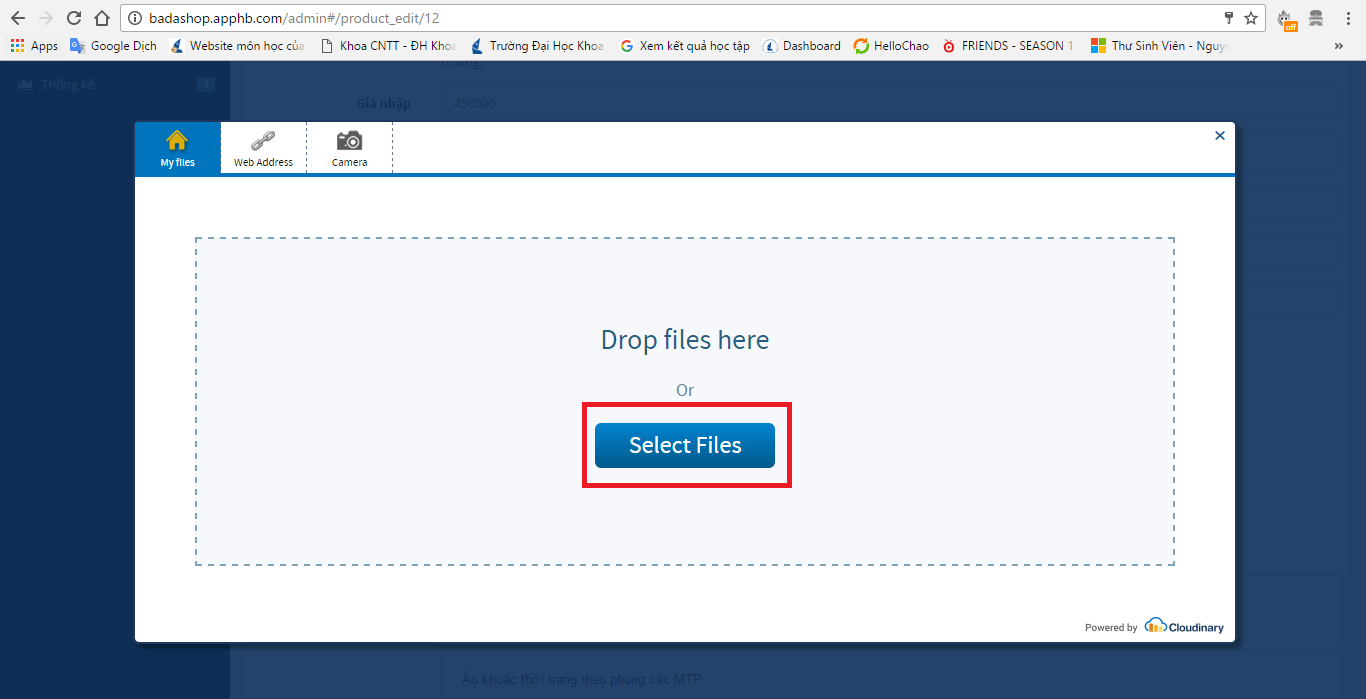 badashop.apphb.com/admin#/product_edit/12
off
Apps Google Dịch Website môn học của Khoa CNTT - ĐH Khoa Trường Đại Học Khoa Xem kết quả học tập Dashboard HelloChao FRIENDS - SEASON 1 Thư Sinh Viên - Nguy
(tháng)
Thống kê 1
Giá nhập 450000
My files Web Address Camera
Drop files here
Or
Select Files
Powered by Cloudinary
Áo khoác thời trang theo phong các MTP